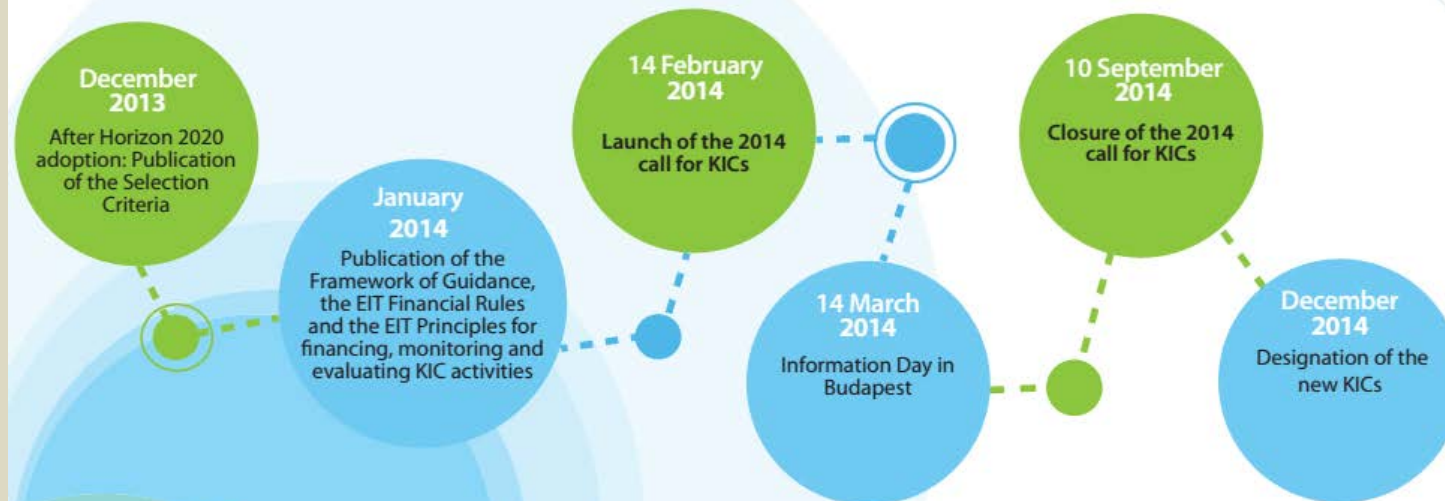 December
2013
After Horizon 2020
adoption: Publication
of the Selection
Criteria
January
2014
Publication of the
Framework of Guidance,
the EIT Financial Rules
and the EIT Principles for
financing, monitoring and
evaluating KIC activities
14 February
2014
Launch of the 2014
call for KICs
14 March
2014
Information Day in
Budapest
10 September
2014
Closure of the 2014
call for KICs
December
2014
Designation of the
new KICs